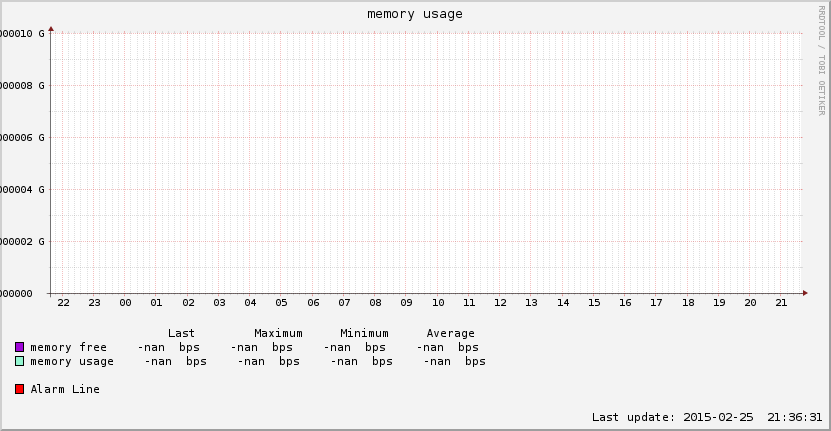 memory usage
RRDTOOL / TOBI OETIKER
000010 G
000008 G
000006 G
000004 G
000002 G
000000
22 23 00 01 02 03 04 05 06 07 08 09 10 11 12 13 14 15 16 17 18 19 20 21
Last Maximum Minimum Average
memory free -nan bps -nan bps -nan bps -nan bps
memory usage -nan bps -nan bps -nan bps -nan bps
Alarm Line
Last update: 2015-02-25 21:36:31